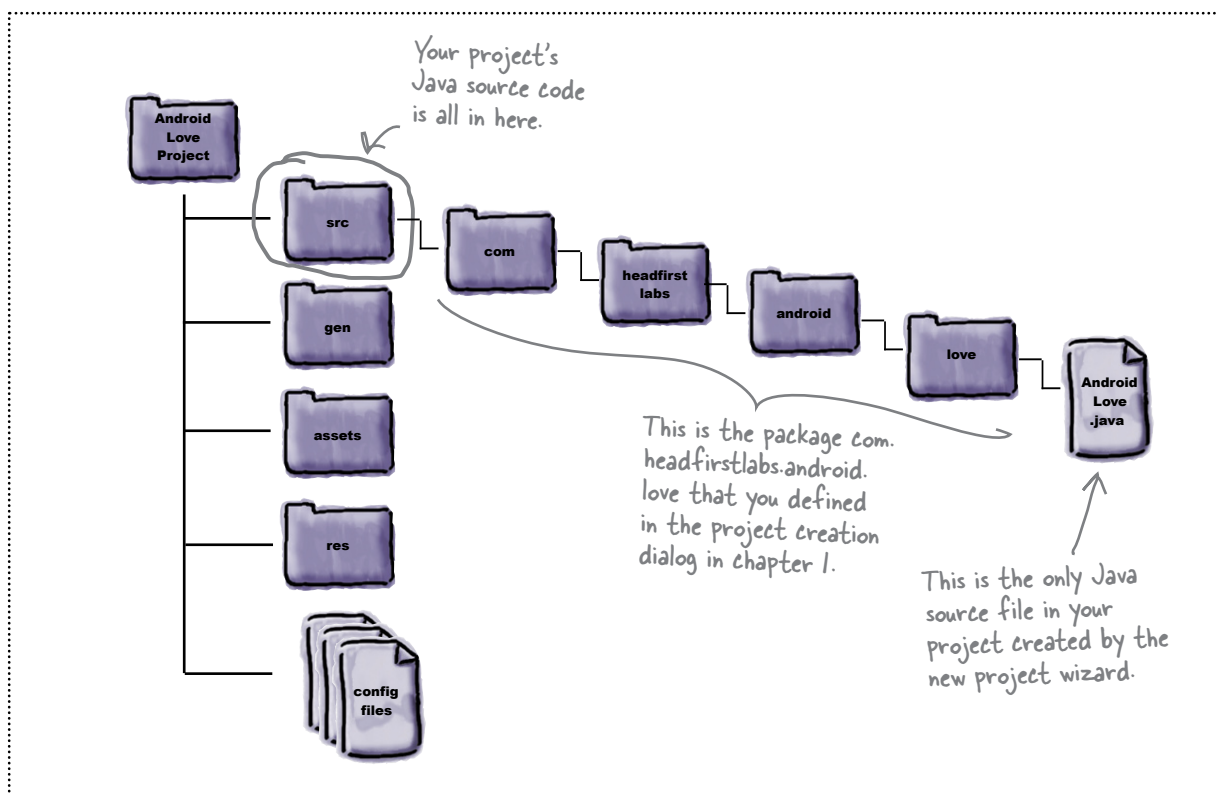 Your project's
Java source code
is all in here.
Android
Love
Project
src
com
headfirst
labs
android
love
Android
Love
.java
gen
assets
res
config
files
This is the package com.
headfirstlabs.android.
love that you defined
in the project creation
dialog in chapter 1.
This is the only Java
source file in your
project created by the
new project wizard.